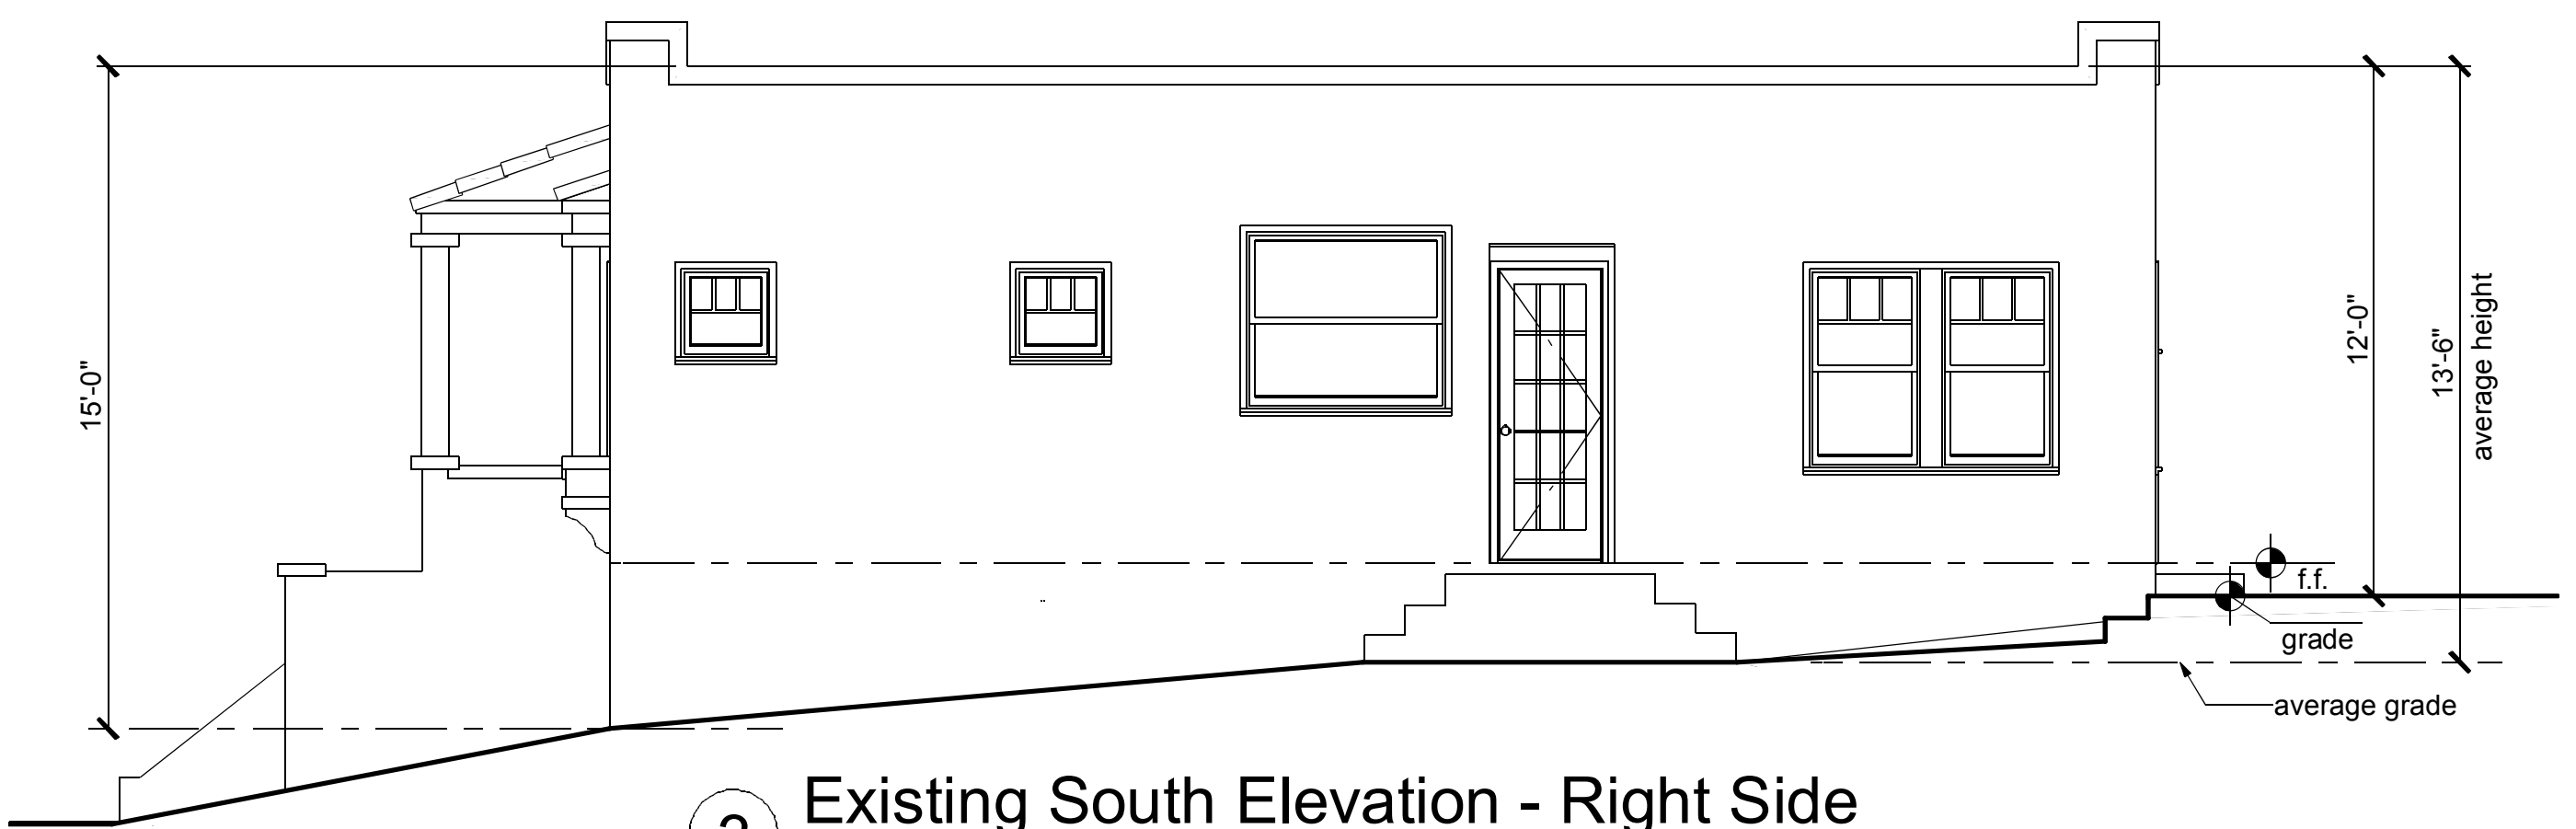 15'-0"
12'-0"
13'-6"
average height
f.f.
grade
average grade
Existing South Elevation - Right Side